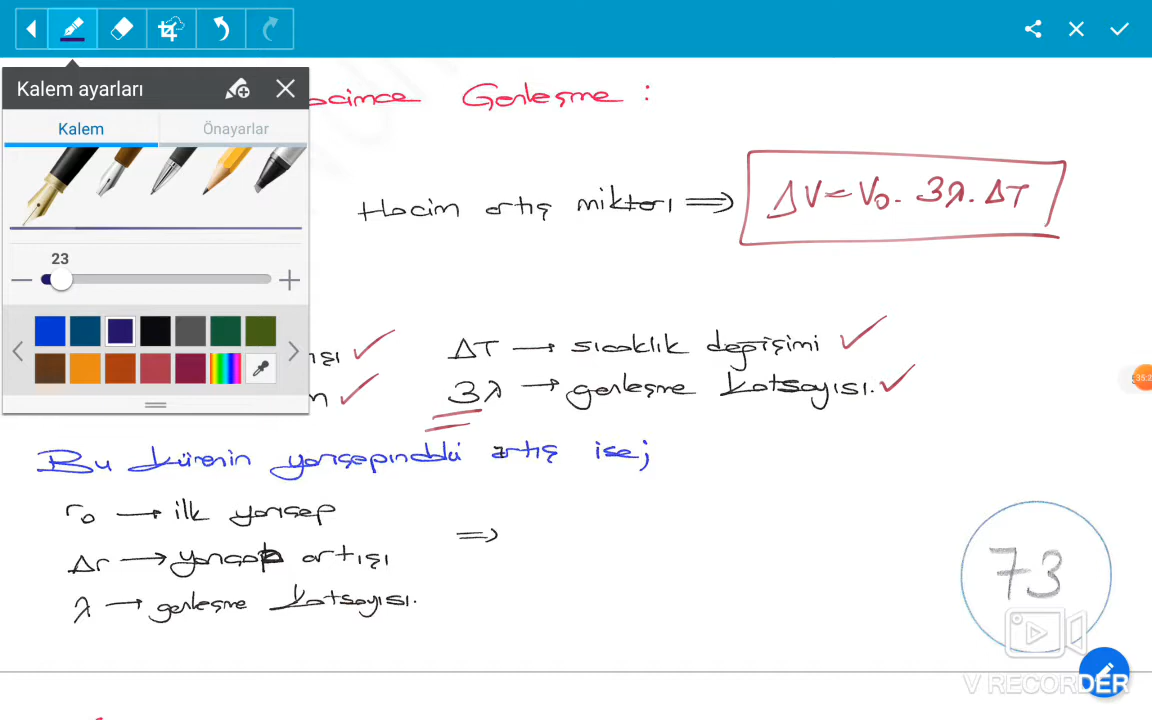 Kalem ayarları
Kalem
Önayarlar
23
Genleşme :
Hacim artış miktarı ⇒ ΔV = V₀ . 3λ . ΔT
ΔT → sıcaklık değişimi
3λ → genleşme katsayısı.
Bu kürenin yarıçapındaki artış ise;
r₀ → ilk yarıçap
⇒
Δr → yarıçap artışı
λ → genleşme katsayısı.
73
V RECORDER